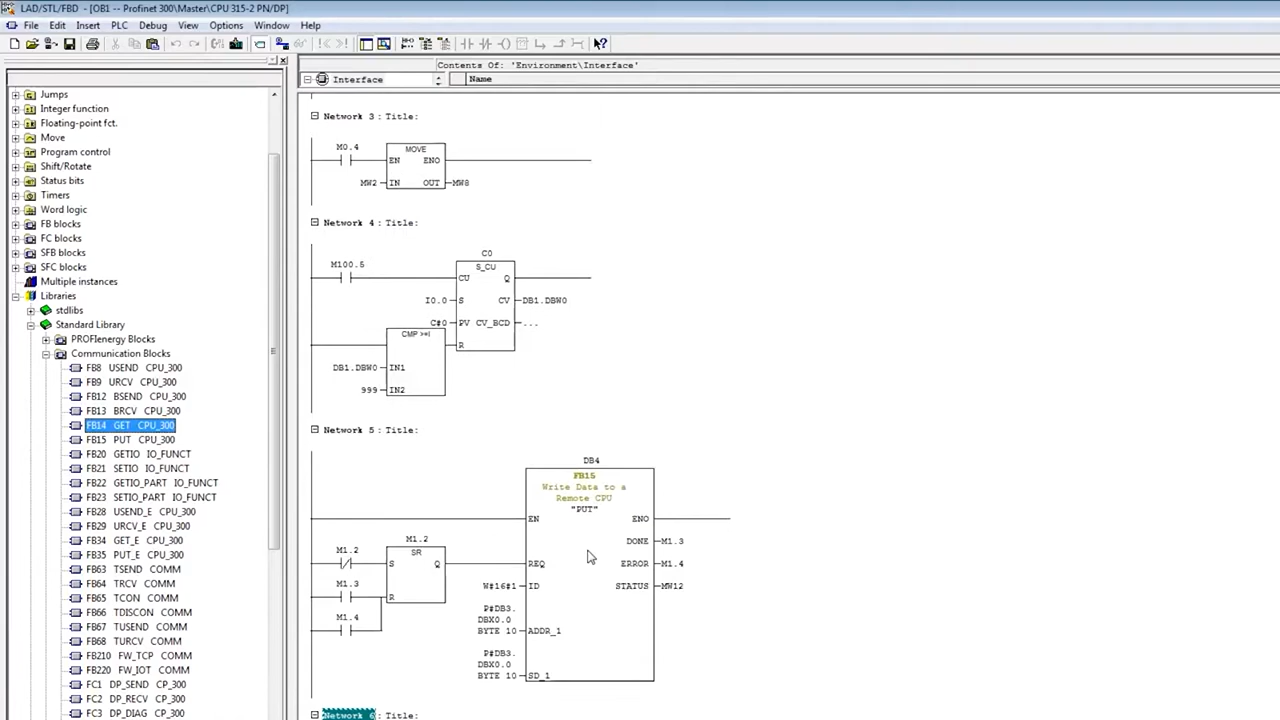 LAD/STL/FBD - [OB1 -- Profinet 300\Master\CPU 315-2 PN/DP]
File Edit Insert PLC Debug View Options Window Help
Contents Of: 'Environment\Interface'
Interface
Name
Jumps
Integer function
Floating-point fct.
Move
Program control
Shift/Rotate
Status bits
Timers
Word logic
FB blocks
FC blocks
SFB blocks
SFC blocks
Multiple instances
Libraries
stdlibs
Standard Library
PROFIenergy Blocks
Communication Blocks
FB8 USEND CPU_300
FB9 URCV CPU_300
FB12 BSEND CPU_300
FB13 BRCV CPU_300
FB14 GET CPU_300
FB15 PUT CPU_300
FB20 GETIO IO_FUNCT
FB21 SETIO IO_FUNCT
FB22 GETIO_PART IO_FUNCT
FB23 SETIO_PART IO_FUNCT
FB28 USEND_E CPU_300
FB29 URCV_E CPU_300
FB34 GET_E CPU_300
FB35 PUT_E CPU_300
FB63 TSEND COMM
FB64 TRCV COMM
FB65 TCON COMM
FB66 TDISCON COMM
FB67 TUSEND COMM
FB68 TURCV COMM
FB210 FW_TCP COMM
FB220 FW_IOT COMM
FC1 DP_SEND CP_300
FC2 DP_RECV CP_300
FC3 DP_DIAG CP_300
Network 3 : Title:
M0.4
MOVE
EN ENO
MW2 IN OUT MW8
Network 4 : Title:
C0
M100.5
S_CU
CU Q
I0.0 S CV DB1.DBW0
C#0 PV CV_BCD ...
CMP >=I
R
DB1.DBW0 IN1
999 IN2
Network 5 : Title:
DB4
FB15
Write Data to a
Remote CPU
"PUT"
EN ENO
DONE M1.3
M1.2
M1.2
SR
S Q REQ ERROR M1.4
M1.3
W#16#1 ID STATUS MW12
R
M1.4
P#DB3.
DBX0.0
BYTE 10 ADDR_1
P#DB3.
DBX0.0
BYTE 10 SD_1
Network 6 : Title: